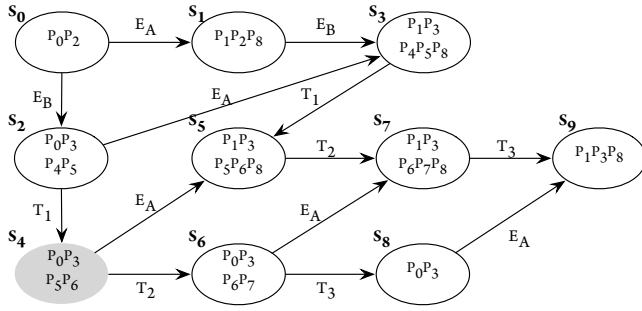 S0 S1 S3
P0P2 EA P1P2P8 EB P1P3
P4P5P8
EB EA T1
S2 S5 S7 S9
P0P3 P1P3 T2 P1P3 T3 P1P3P8
P4P5 P5P6P8 P6P7P8
T1 EA EA EA
S4 S6 S8
P0P3 P0P3 P0P3
P5P6 T2 P6P7 T3